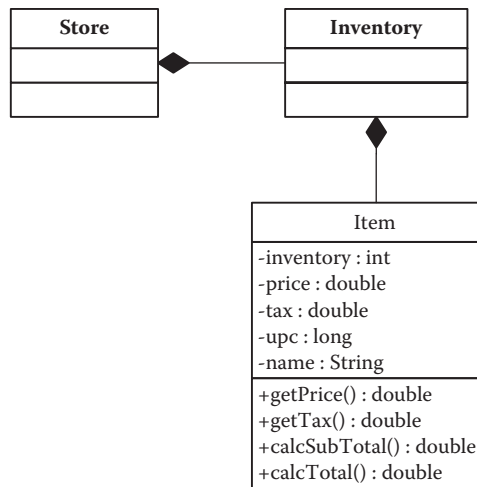 Store
Inventory
Item
-inventory : int
-price : double
-tax : double
-upc : long
-name : String
+getPrice() : double
+getTax() : double
+calcSubTotal() : double
+calcTotal() : double